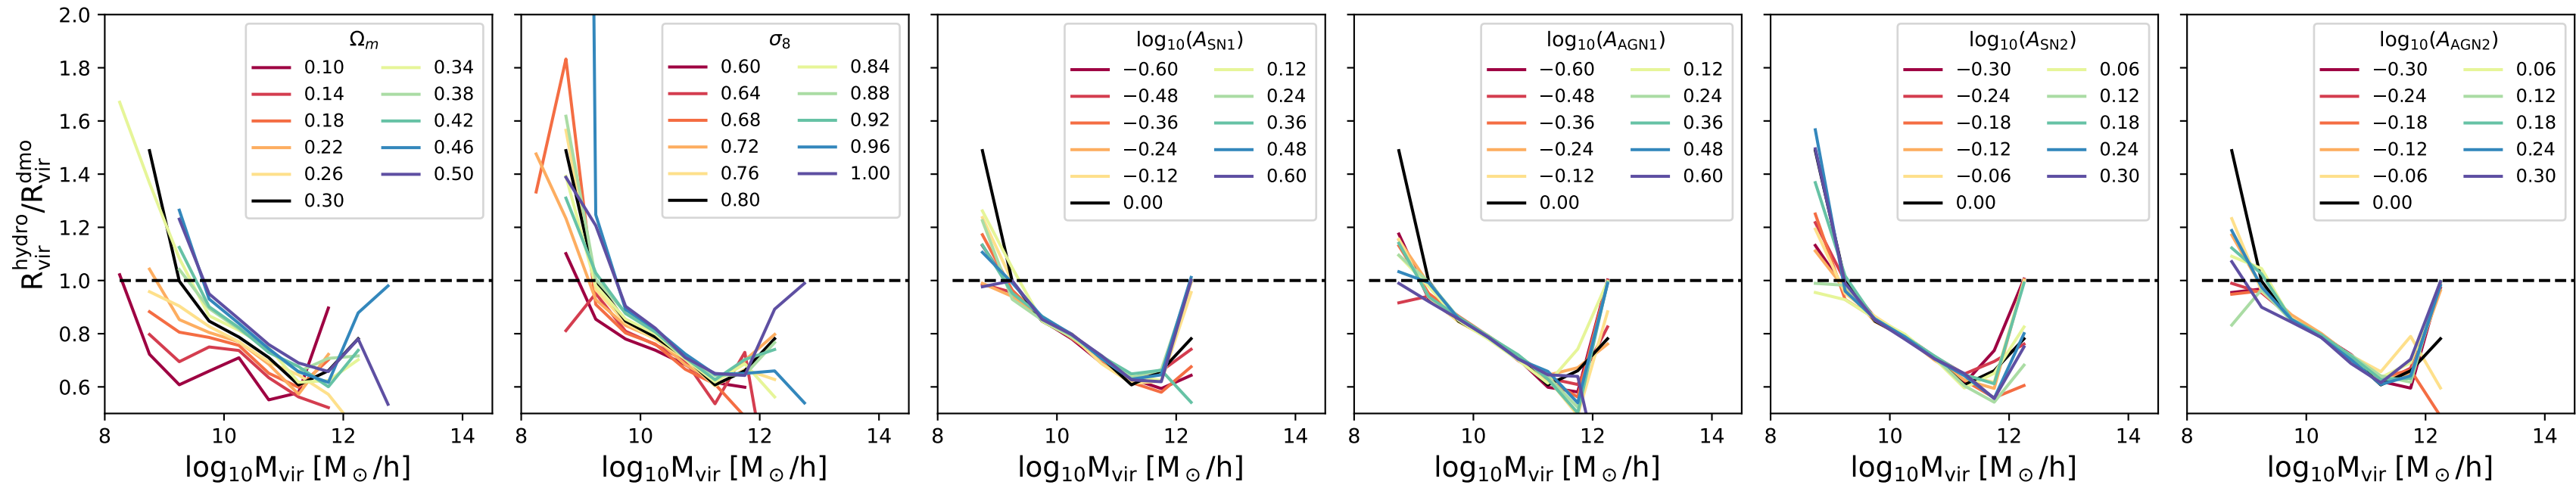 R_vir^hydro/R_vir^dmo
2.0
1.8
1.6
1.4
1.2
1.0
0.8
0.6
Ω_m
0.10 0.34
0.14 0.38
0.18 0.42
0.22 0.46
0.26 0.50
0.30
8 10 12 14
log₁₀M_vir [M_⊙/h]
σ_8
0.60 0.84
0.64 0.88
0.68 0.92
0.72 0.96
0.76 1.00
0.80
8 10 12 14
log₁₀M_vir [M_⊙/h]
log₁₀(A_SN1)
−0.60 0.12
−0.48 0.24
−0.36 0.36
−0.24 0.48
−0.12 0.60
0.00
8 10 12 14
log₁₀M_vir [M_⊙/h]
log₁₀(A_AGN1)
−0.60 0.12
−0.48 0.24
−0.36 0.36
−0.24 0.48
−0.12 0.60
0.00
8 10 12 14
log₁₀M_vir [M_⊙/h]
log₁₀(A_SN2)
−0.30 0.06
−0.24 0.12
−0.18 0.18
−0.12 0.24
−0.06 0.30
0.00
8 10 12 14
log₁₀M_vir [M_⊙/h]
log₁₀(A_AGN2)
−0.30 0.06
−0.24 0.12
−0.18 0.18
−0.12 0.24
−0.06 0.30
0.00
8 10 12 14
log₁₀M_vir [M_⊙/h]